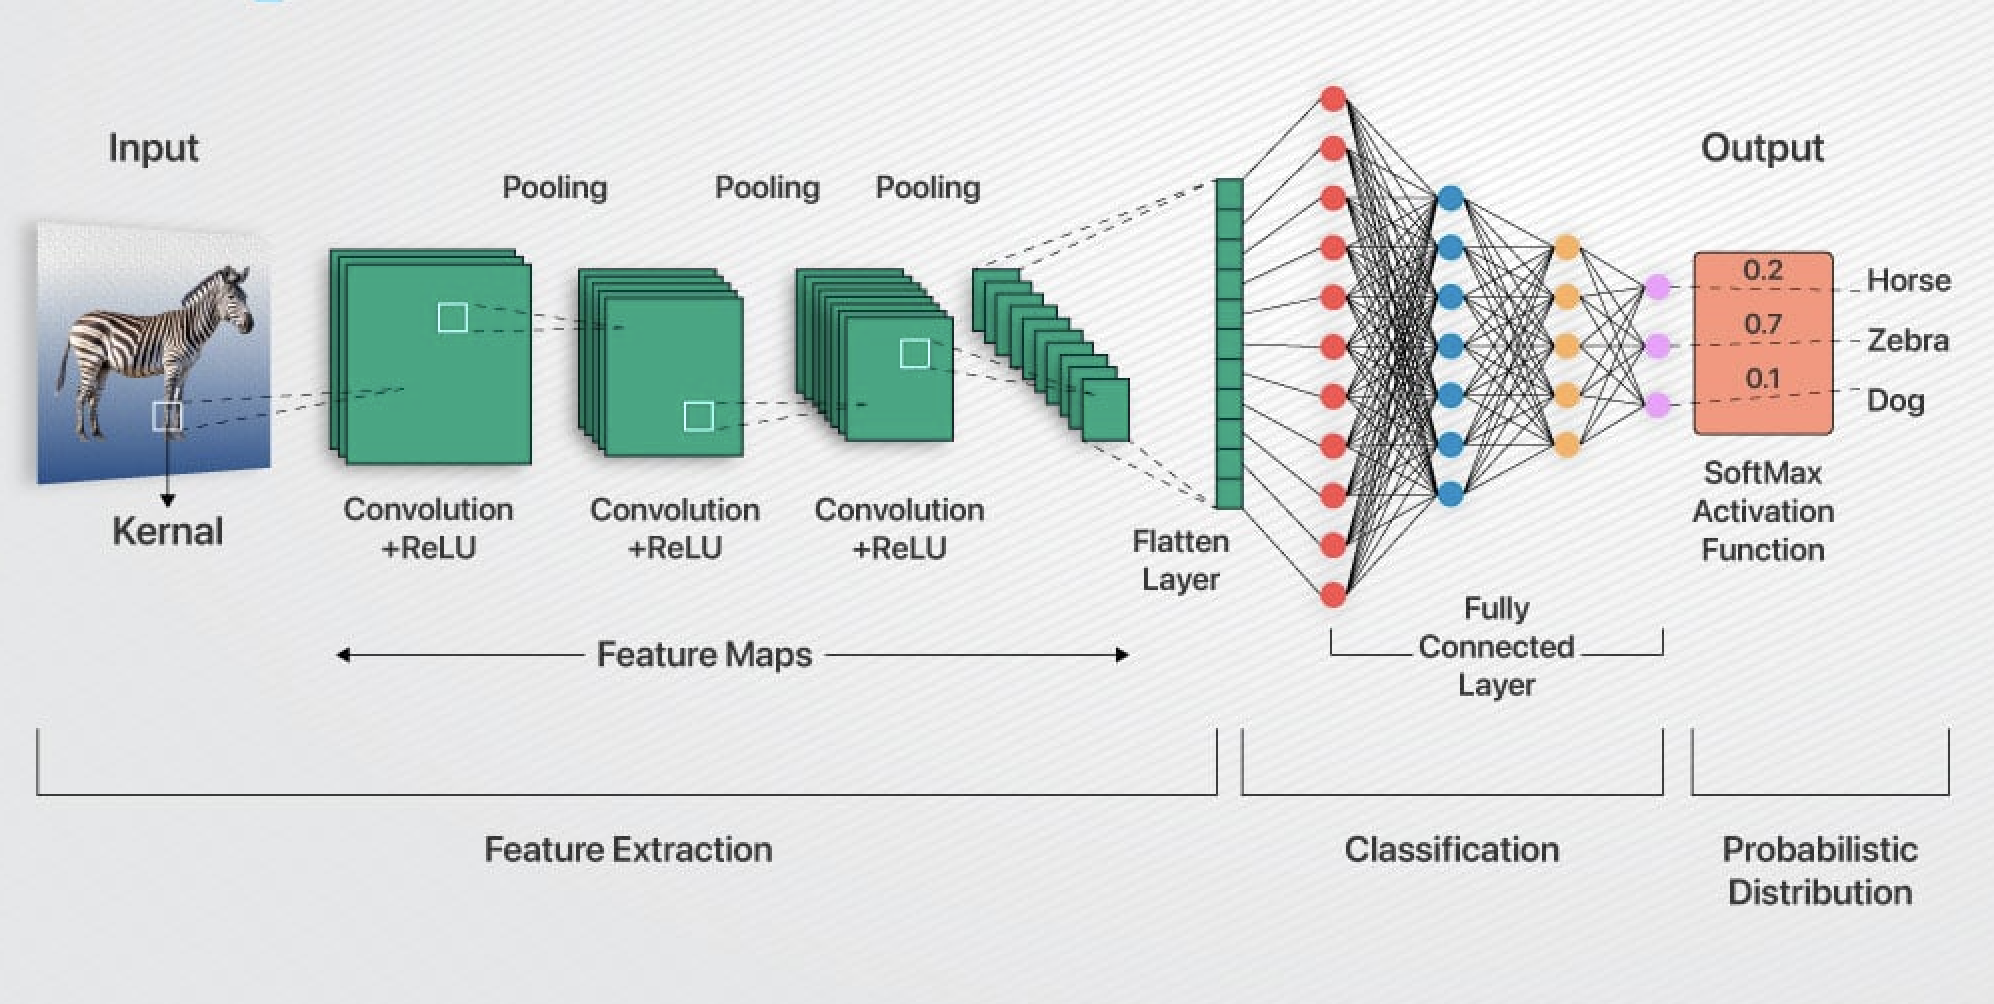 Input
Output
Pooling
Pooling
Pooling
0.2
Horse
0.7
Zebra
0.1
Dog
Kernal
Convolution
+ReLU
Convolution
+ReLU
Convolution
+ReLU
Flatten
Layer
SoftMax
Activation
Function
Fully
Connected
Layer
Feature Maps
Feature Extraction
Classification
Probabilistic
Distribution